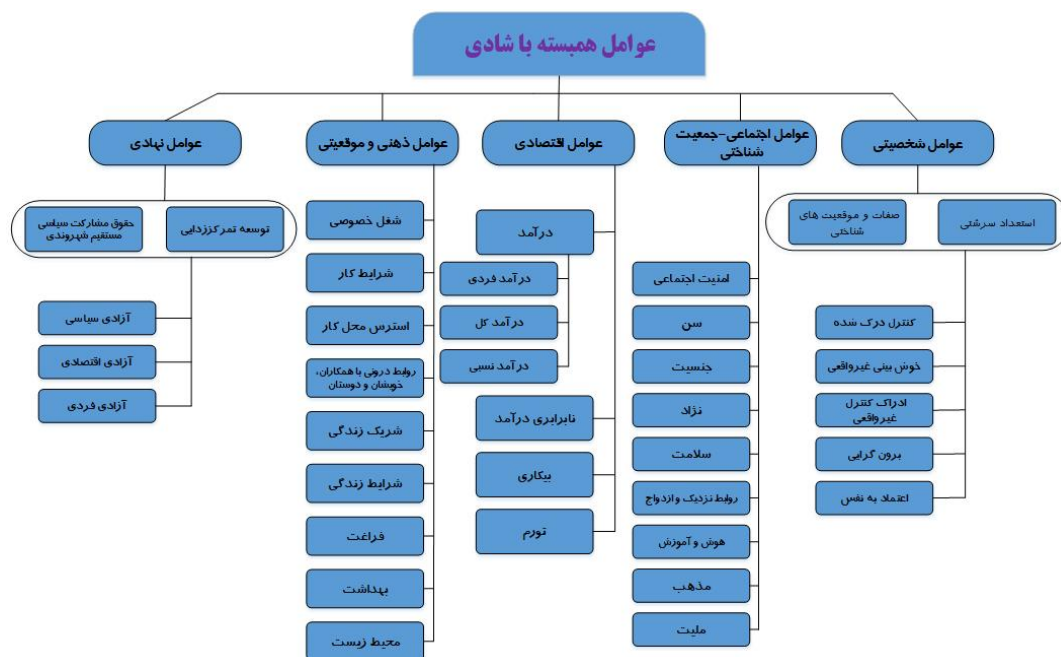 عوامل همبسته با شادی
عوامل شخصیتی
عوامل اجتماعی-جمعیت
شناختی
عوامل اقتصادی
عوامل ذهنی و موقعیتی
عوامل نهادی
استعداد سرشتی
صفات و موقعیت های
شناختی
کنترل درک شده
خوش بینی غیرواقعی
ادراک کنترل
غیرواقعی
برون گرایی
اعتماد به نفس
امنیت اجتماعی
سن
جنسیت
نژاد
سلامت
روابط نزدیک و ازدواج
هوش و آموزش
مذهب
ملیت
درآمد
درآمد فردی
درآمد کل
درآمد نسبی
نابرابری درآمد
بیکاری
تورم
شغل خصوصی
شرایط کار
استرس محل کار
روابط درونی با همکاران،
خویشان و دوستان
شریک زندگی
شرایط زندگی
فراغت
بهداشت
محیط زیست
توسعه تمرکززدایی
حقوق مشارکت سیاسی
مستقیم شهروندی
آزادی سیاسی
آزادی اقتصادی
آزادی فردی